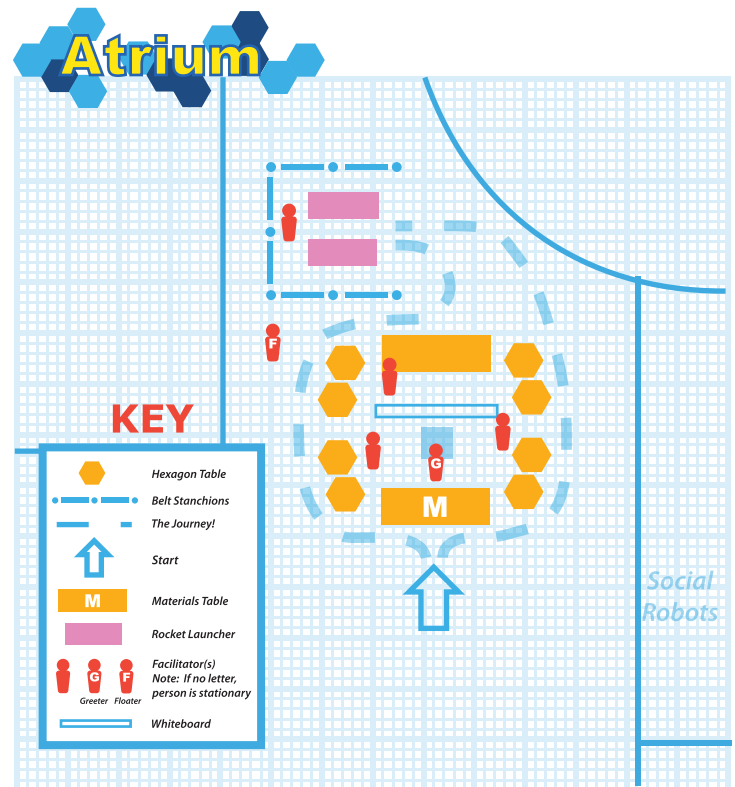 Atrium
F
G
M
Social
Robots
KEY
Hexagon Table
Belt Stanchions
The Journey!
Start
M
Materials Table
Rocket Launcher
G
F
Facilitator(s)
Note: If no letter,
person is stationary
Greeter
Floater
Whiteboard